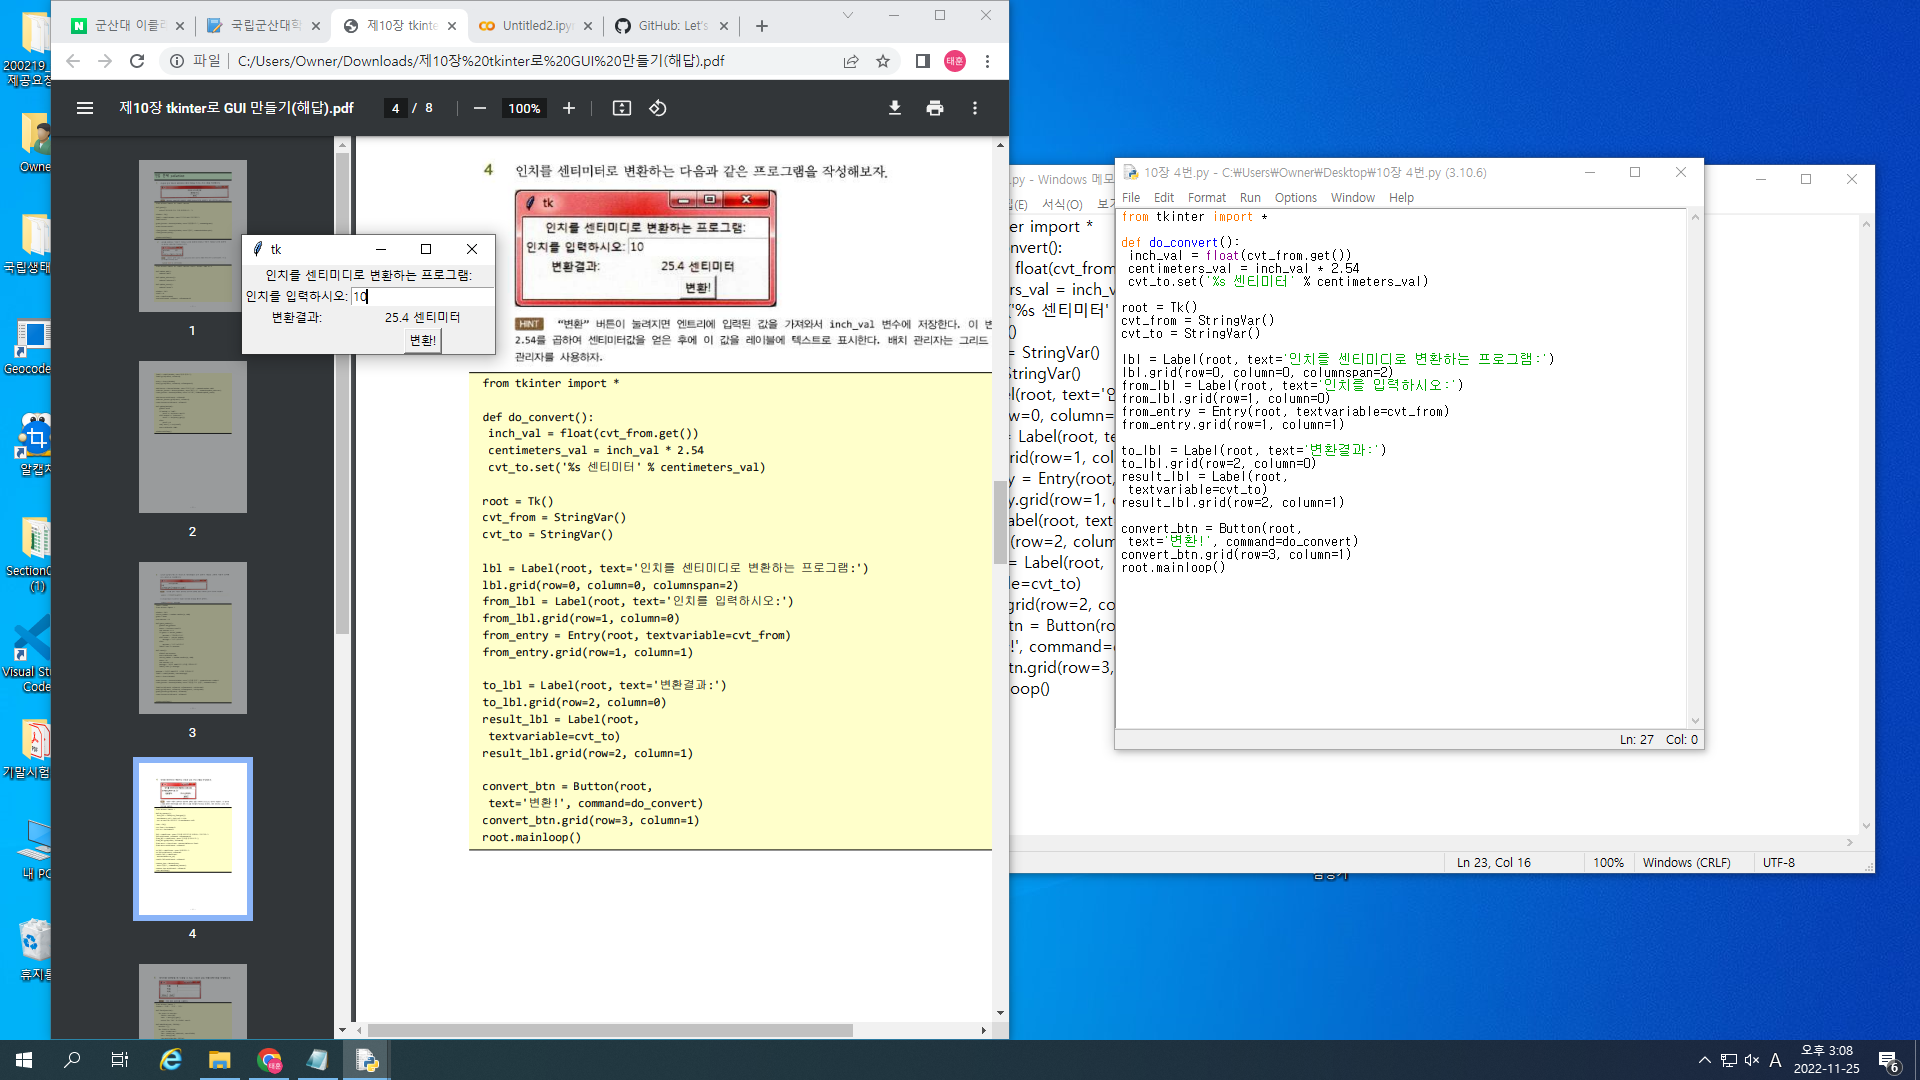 군산대 이클리
국립군산대학
제10장 tkinter
Untitled2.ipyn
GitHub: Let's
파일
C:/Users/Owner/Downloads/제10장%20tkinter로%20GUI%20만들기(해답).pdf
태훈
제10장 tkinter로 GUI 만들기(해답).pdf
4 / 8
100%
1
2
3
4
4 인치를 센티미터로 변환하는 다음과 같은 프로그램을 작성해보자.
tk
인치를 센티미디로 변환하는 프로그램:
인치를 입력하시오: 10
변환결과: 25.4 센티미터
변환!
HINT "변환" 버튼이 눌려지면 엔트리에 입력된 값을 가져와서 inch_val 변수에 저장한다. 이 변
2.54를 곱하여 센티미터값을 얻은 후에 이 값을 레이블에 텍스트로 표시한다. 배치 관리자는 그리드
관리자를 사용하자.
from tkinter import *
def do_convert():
inch_val = float(cvt_from.get())
centimeters_val = inch_val * 2.54
cvt_to.set('%s 센티미터' % centimeters_val)
root = Tk()
cvt_from = StringVar()
cvt_to = StringVar()
lbl = Label(root, text='인치를 센티미디로 변환하는 프로그램:')
lbl.grid(row=0, column=0, columnspan=2)
from_lbl = Label(root, text='인치를 입력하시오:')
from_lbl.grid(row=1, column=0)
from_entry = Entry(root, textvariable=cvt_from)
from_entry.grid(row=1, column=1)
to_lbl = Label(root, text='변환결과:')
to_lbl.grid(row=2, column=0)
result_lbl = Label(root,
textvariable=cvt_to)
result_lbl.grid(row=2, column=1)
convert_btn = Button(root,
text='변환!', command=do_convert)
convert_btn.grid(row=3, column=1)
root.mainloop()
tk
인치를 센티미디로 변환하는 프로그램:
인치를 입력하시오: 10
변환결과: 25.4 센티미터
변환!
.py - Windows 메모
집(E) 서식(O) 보기
ter import *
nvert():
float(cvt_from
rs_val = inch_v
'%s 센티미터'
()
= StringVar()
StringVar()
el(root, text='인
w=0, column=
= Label(root, te
rid(row=1, col
y = Entry(root,
y.grid(row=1, c
abel(root, text
(row=2, colum
= Label(root,
le=cvt_to)
grid(row=2, co
tn = Button(ro
!', command=
tn.grid(row=3,
oop()
Ln 23, Col 16
100%
Windows (CRLF)
UTF-8
10장 4번.py - C:₩Users₩Owner₩Desktop₩10장 4번.py (3.10.6)
File Edit Format Run Options Window Help
from tkinter import *
def do_convert():
inch_val = float(cvt_from.get())
centimeters_val = inch_val * 2.54
cvt_to.set('%s 센티미터' % centimeters_val)
root = Tk()
cvt_from = StringVar()
cvt_to = StringVar()
lbl = Label(root, text='인치를 센티미디로 변환하는 프로그램:')
lbl.grid(row=0, column=0, columnspan=2)
from_lbl = Label(root, text='인치를 입력하시오:')
from_lbl.grid(row=1, column=0)
from_entry = Entry(root, textvariable=cvt_from)
from_entry.grid(row=1, column=1)
to_lbl = Label(root, text='변환결과:')
to_lbl.grid(row=2, column=0)
result_lbl = Label(root,
textvariable=cvt_to)
result_lbl.grid(row=2, column=1)
convert_btn = Button(root,
text='변환!', command=do_convert)
convert_btn.grid(row=3, column=1)
root.mainloop()
Ln: 27 Col: 0
200219_
제공요청
Owne
국립생태
Geocode
알캡처
SectionC
(1)
Visual Stu
Code
기말시험
내 PC
휴지통
A
오후 3:08
2022-11-25
6